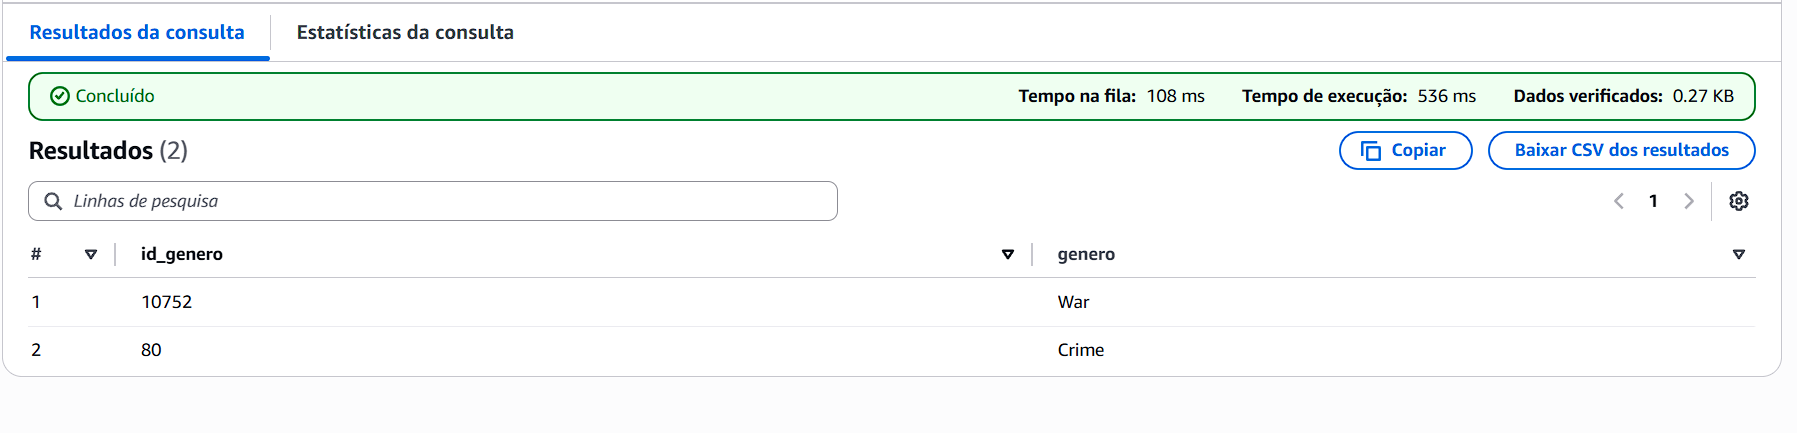 Resultados da consulta Estatísticas da consulta
Concluído Tempo na fila: 108 ms Tempo de execução: 536 ms Dados verificados: 0.27 KB
Resultados (2) Copiar Baixar CSV dos resultados
Linhas de pesquisa 1
# id_genero genero
1 10752 War
2 80 Crime